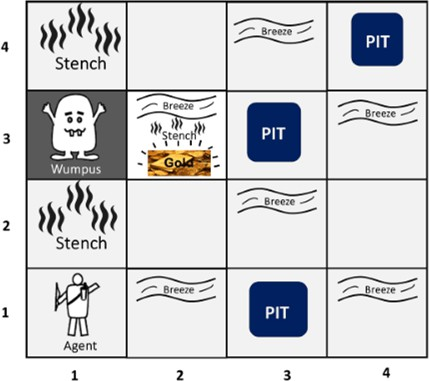 4
Stench
Breeze
PIT
3
Wumpus
Breeze
Stench
Gold
PIT
Breeze
2
Stench
Breeze
1
Agent
Breeze
PIT
Breeze
1 2 3 4